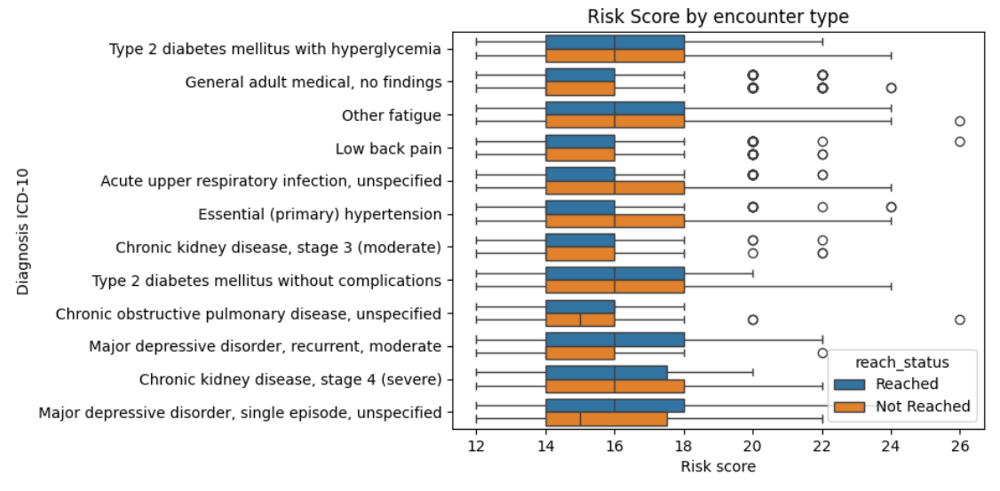 Risk Score by encounter type
Diagnosis ICD-10
Type 2 diabetes mellitus with hyperglycemia
General adult medical, no findings
Other fatigue
Low back pain
Acute upper respiratory infection, unspecified
Essential (primary) hypertension
Chronic kidney disease, stage 3 (moderate)
Type 2 diabetes mellitus without complications
Chronic obstructive pulmonary disease, unspecified
Major depressive disorder, recurrent, moderate
Chronic kidney disease, stage 4 (severe)
Major depressive disorder, single episode, unspecified
reach_status
Reached
Not Reached
12 14 16 18 20 22 24 26
Risk score